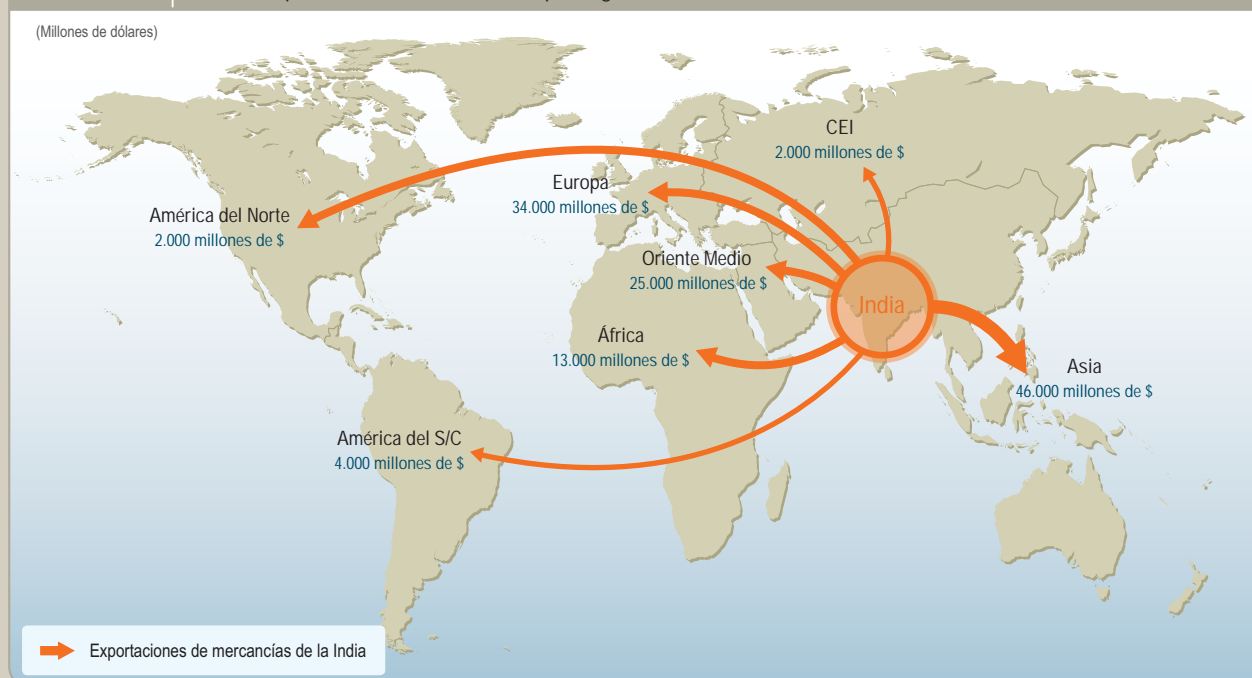 (Millones de dólares)
CEI
2.000 millones de $
Europa
34.000 millones de $
América del Norte
2.000 millones de $
Oriente Medio
25.000 millones de $
India
África
13.000 millones de $
Asia
46.000 millones de $
América del S/C
4.000 millones de $
Exportaciones de mercancías de la India